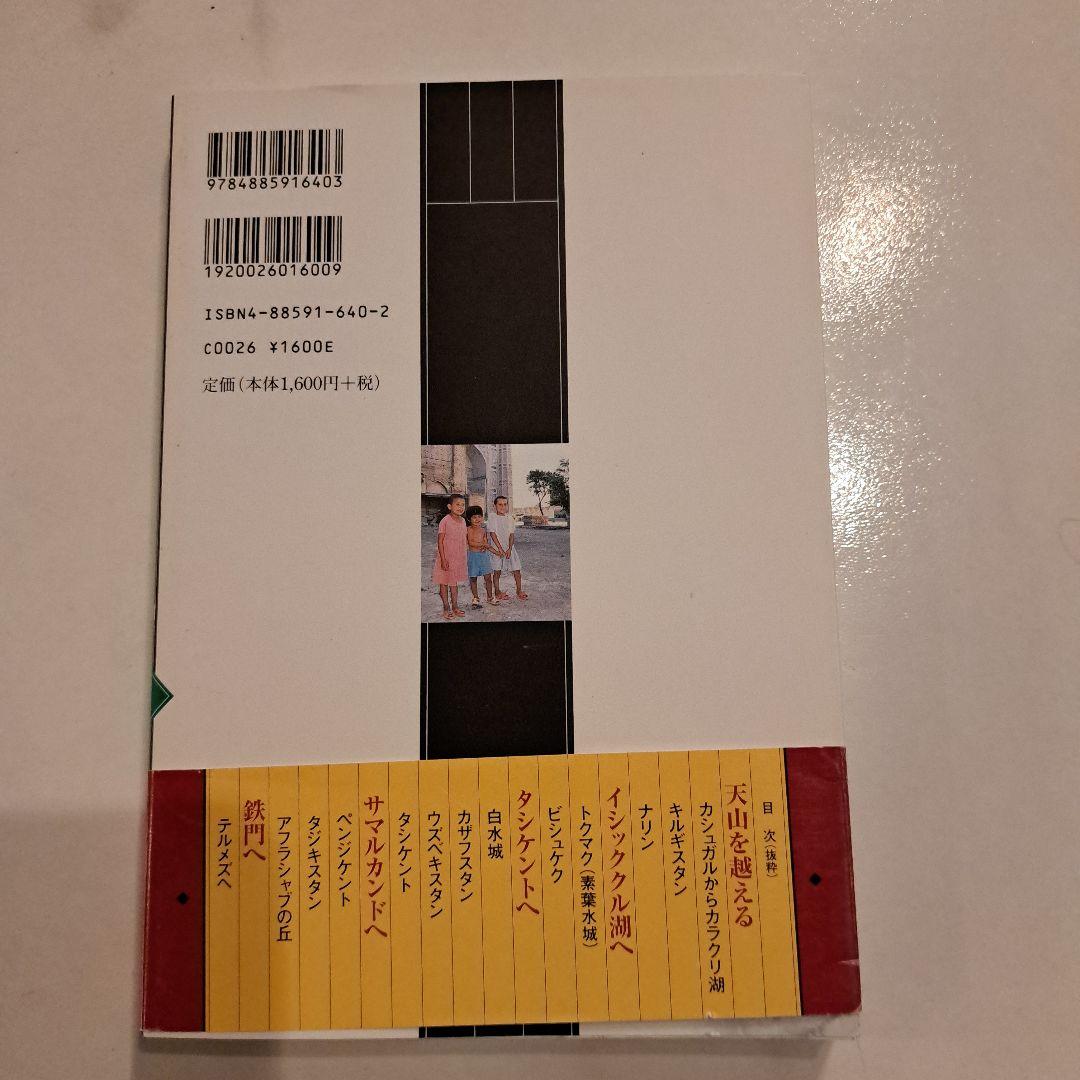 9784885916403
1920026016009
ISBN4-88591-640-2
C0026 ¥1600E
定価(本体1,600円+税)
目 次(抜粋)
天山を越える
カシュガルからカラクリ湖
キルギスタン
ナリン
イシッククル湖へ
トクマク(素葉水城)
ビシュケク
タシケントへ
白水城
カザフスタン
ウズベキスタン
タシケント
サマルカンドへ
ペンジケント
タジキスタン
アフラシャブの丘
鉄門へ
テルメズへ